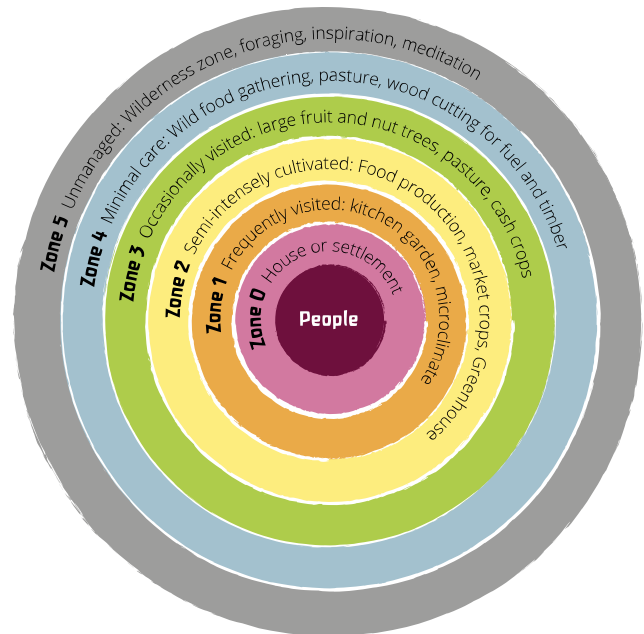 Zone 5 Unmanaged: Wilderness zone, foraging, inspiration, meditation
Zone 4 Minimal care: Wild food gathering, pasture, wood cutting for fuel and timber
Zone 3 Occasionally visited: large fruit and nut trees, pasture, cash crops
Zone 2 Semi-intensely cultivated: Food production, market crops, Greenhouse
Zone 1 Frequently visited: kitchen garden, microclimate
Zone 0 House or settlement
People